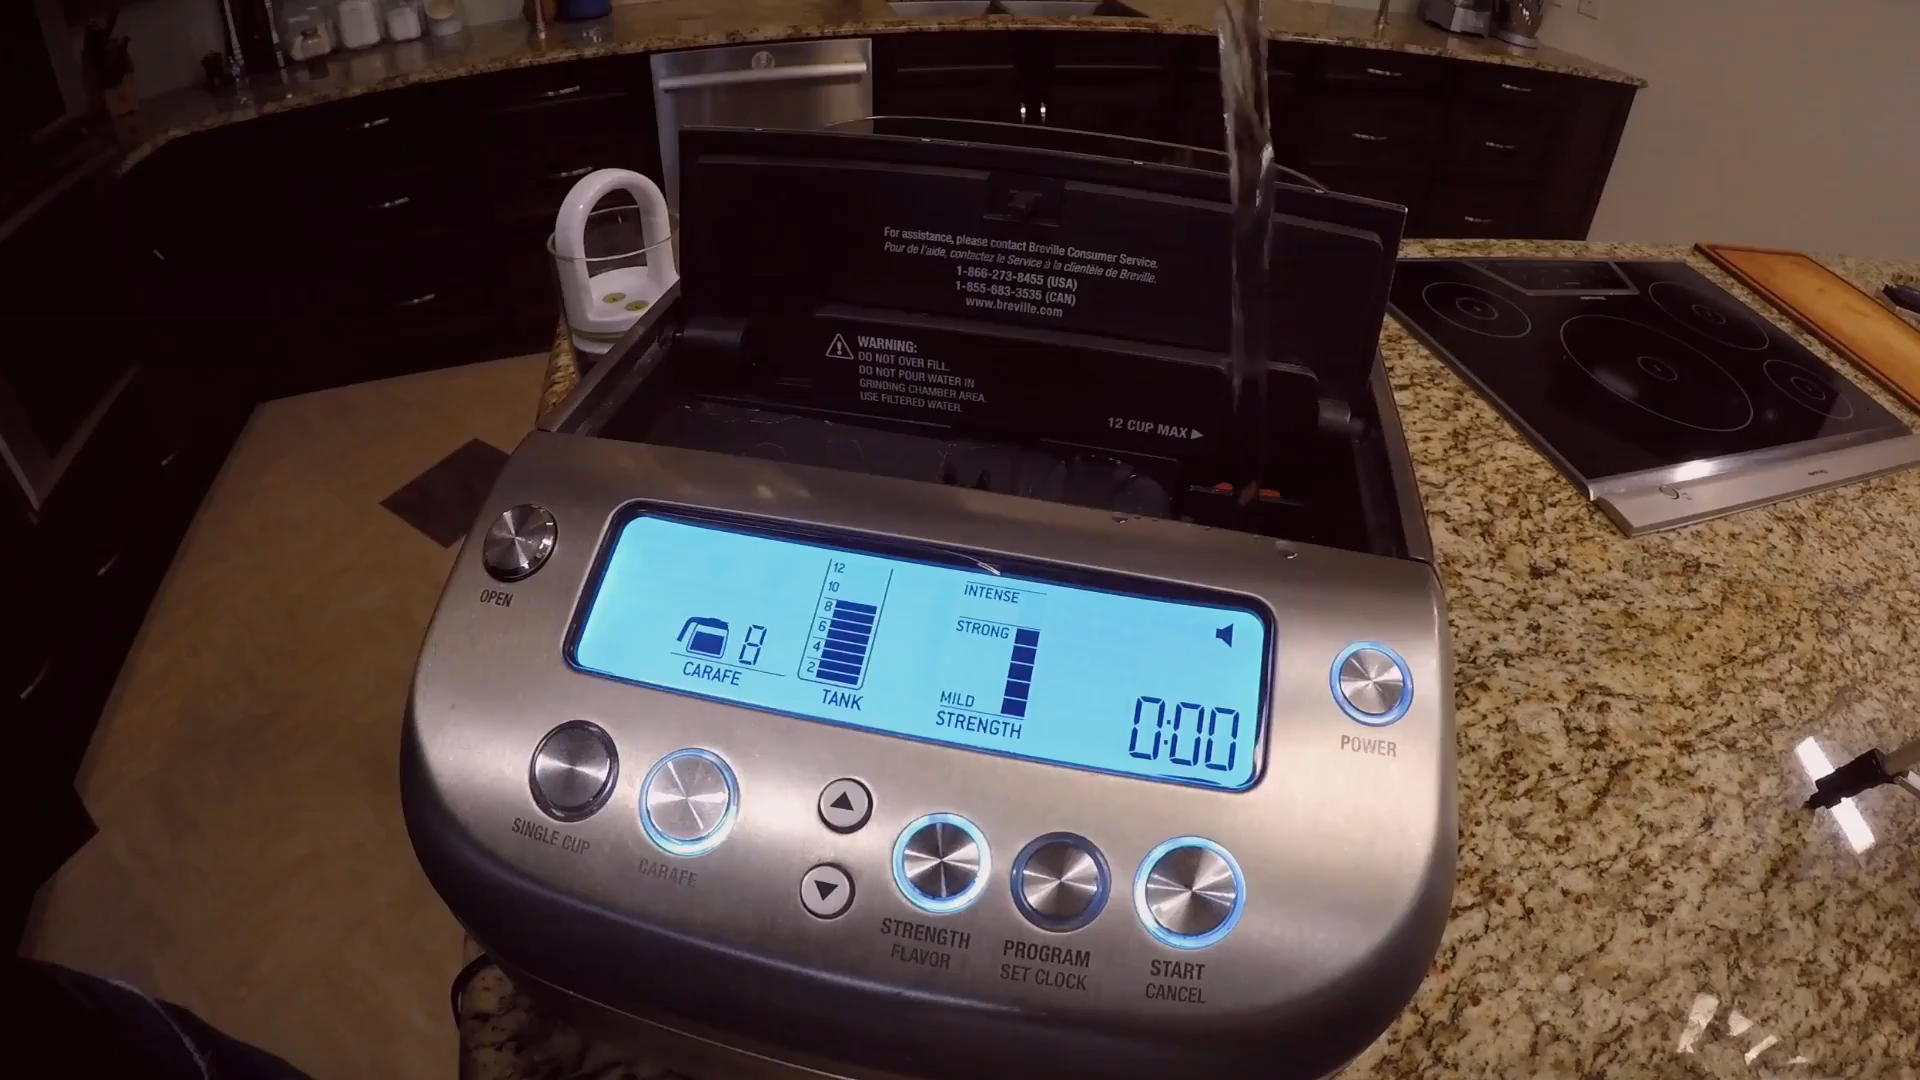 For assistance, please contact Breville Consumer Service.
Pour de l'aide, contactez le Service à la clientèle de Breville.
1-866-273-8455 (USA)
1-855-683-3535 (CAN)
www.breville.com
WARNING:
DO NOT OVER FILL.
DO NOT POUR WATER IN
GRINDING CHAMBER AREA.
USE FILTERED WATER.
12 CUP MAX
OPEN
8
CARAFE
12
10
8
6
4
2
TANK
INTENSE
STRONG
MILD
STRENGTH
0:00
POWER
SINGLE CUP
CARAFE
STRENGTH
FLAVOR
PROGRAM
SET CLOCK
START
CANCEL